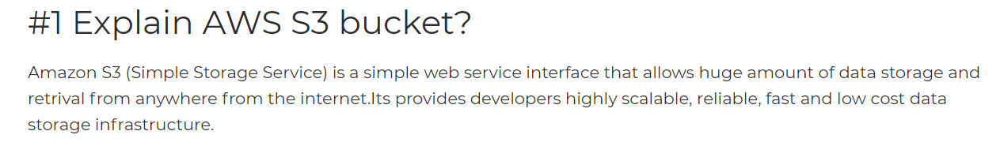 #1 Explain AWS S3 bucket?
Amazon S3 (Simple Storage Service) is a simple web service interface that allows huge amount of data storage and
retrival from anywhere from the internet.Its provides developers highly scalable, reliable, fast and low cost data
storage infrastructure.